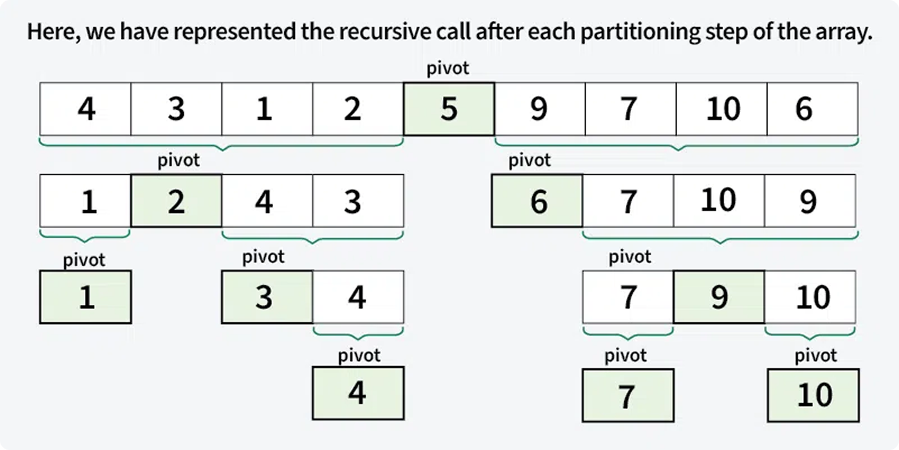 Here, we have represented the recursive call after each partitioning step of the array.
pivot
4 3 1 2 5 9 7 10 6
pivot pivot
1 2 4 3 6 7 10 9
pivot pivot pivot
1 3 4 7 9 10
pivot pivot pivot
4 7 10